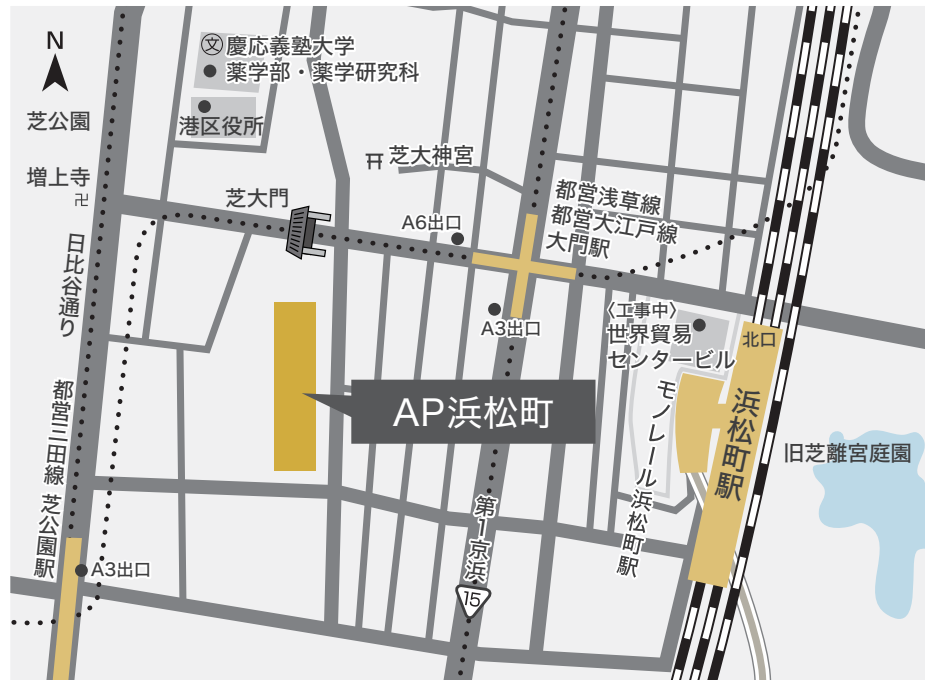 N
文 慶応義塾大学
薬学部・薬学研究科
港区役所
芝公園
増上寺
卍
芝大門
芝大神宮
A6出口
都営浅草線
都営大江戸線
大門駅
A3出口
日比谷通り
〈工事中〉
世界貿易
センタービル
北口
浜松町駅
モノレール浜松町駅
旧芝離宮庭園
AP浜松町
都営三田線 芝公園駅
A3出口
第1京浜
15